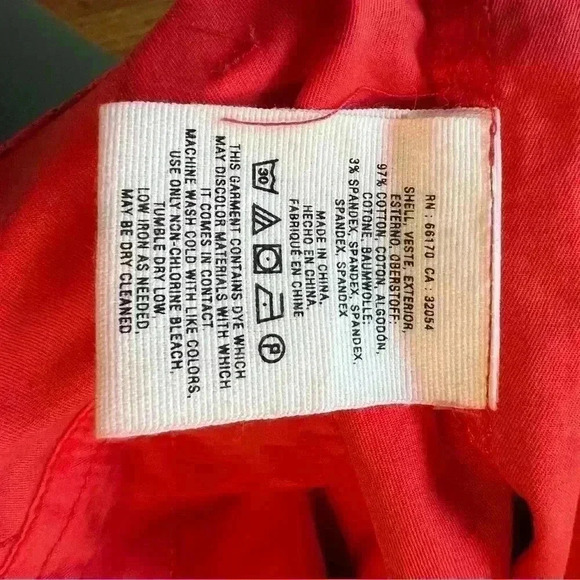 RN : 66170 CA : 32054
SHELL, VESTE, EXTERIOR,
ESTERNO, OBERSTOFF:
97% COTTON, COTON, ALGODÓN,
COTONE, BAUMWOLLE;
3% SPANDEX, SPANDEX, SPANDEX,
SPANDEX, SPANDEX
MADE IN CHINA,
HECHO EN CHINA,
FABRIQUÉ EN CHINE
30
P
THIS GARMENT CONTAINS DYE WHICH
MAY DISCOLOR MATERIALS WITH WHICH
IT COMES IN CONTACT.
MACHINE WASH COLD WITH LIKE COLORS,
USE ONLY NON-CHLORINE BLEACH,
TUMBLE DRY LOW,
LOW IRON AS NEEDED,
MAY BE DRY CLEANED